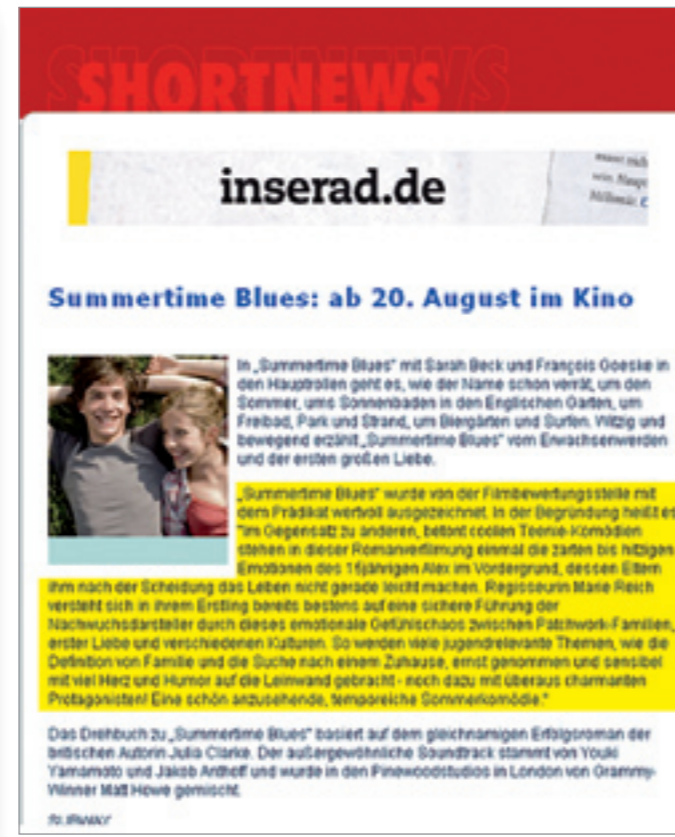 SHORTNEWS
inserad.de
Summertime Blues: ab 20. August im Kino
In „Summertime Blues" mit Sarah Beck und François Goeske in
den Hauptrollen geht es, wie der Name schon verrät, um den
Sommer, ums Sonnenbaden in den Englischen Garten, um
Freibad, Park und Strand, um Biergärten und Surfen. Witzig und
bewegend erzählt „Summertime Blues" vom Erwachsenwerden
und der ersten großen Liebe.
„Summertime Blues" wurde von der Filmbewertungsstelle mit
dem Prädikat wertvoll ausgezeichnet. In der Begründung heißt es
"Im Gegensatz zu anderen, betont coolen Teenie-Komödien
stehen in dieser Romanverfilmung einmal die zarten bis hitzigen
Emotionen des 15jährigen Alex im Vordergrund, dessen Eltern
ihm nach der Scheidung das Leben nicht gerade leicht machen. Regisseurin Marie Reich
versteht sich in ihrem Erstling bereits bestens auf eine sichere Führung der
Nachwuchsdarsteller durch dieses emotionale Gefühlschaos zwischen Patchwork-Familien,
erster Liebe und verschiedenen Kulturen. So werden viele jugendrelevante Themen, wie die
Definition von Familie und die Suche nach einem Zuhause, ernst genommen und sensibel
mit viel Herz und Humor auf die Leinwand gebracht - noch dazu mit überaus charmanten
Protagonisten! Eine schön anzusehende, temporeiche Sommerkomödie."
Das Drehbuch zu „Summertime Blues" basiert auf dem gleichnamigen Erfolgsroman der
britischen Autorin Julia Clarke. Der außergewöhnliche Soundtrack stammt von Youki
Yamamoto und Jakob Anthoff und wurde in den Pinewoodstudios in London von Grammy-
Winner Matt Howe gemischt.